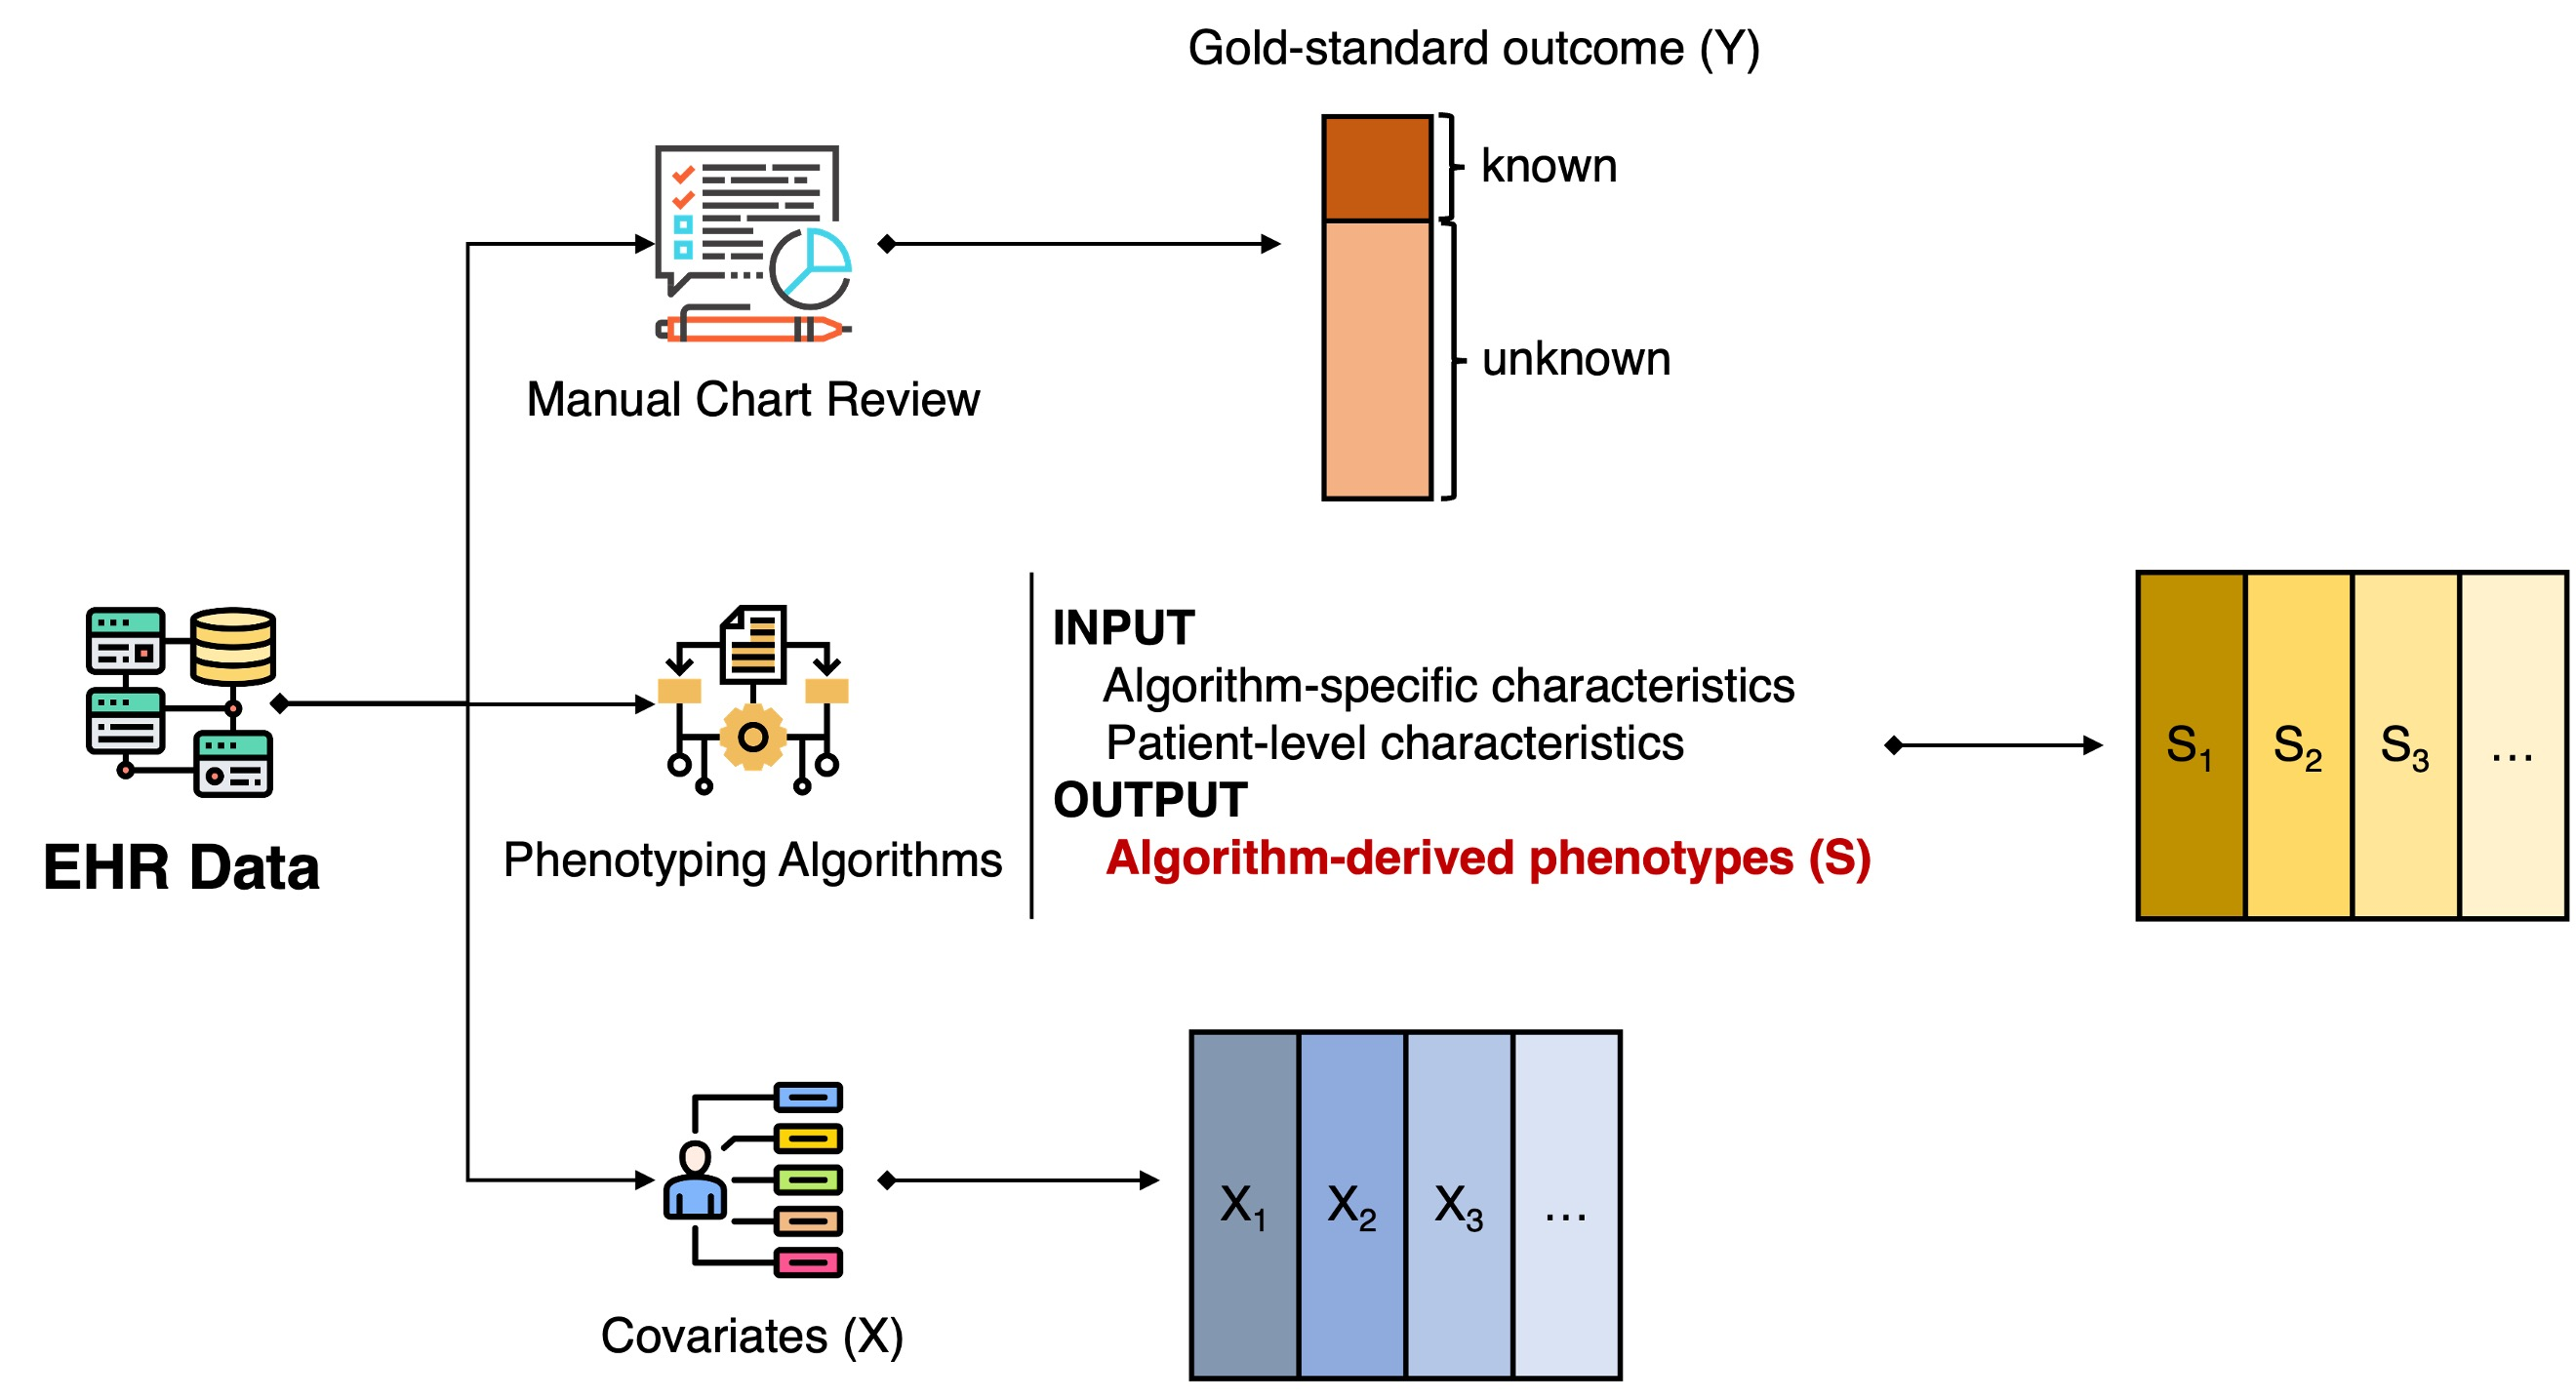 Gold-standard outcome (Y)
known
unknown
Manual Chart Review
EHR Data
Phenotyping Algorithms
INPUT
Algorithm-specific characteristics
Patient-level characteristics
OUTPUT
Algorithm-derived phenotypes (S)
S₁ S₂ S₃ ...
Covariates (X)
X₁ X₂ X₃ ...